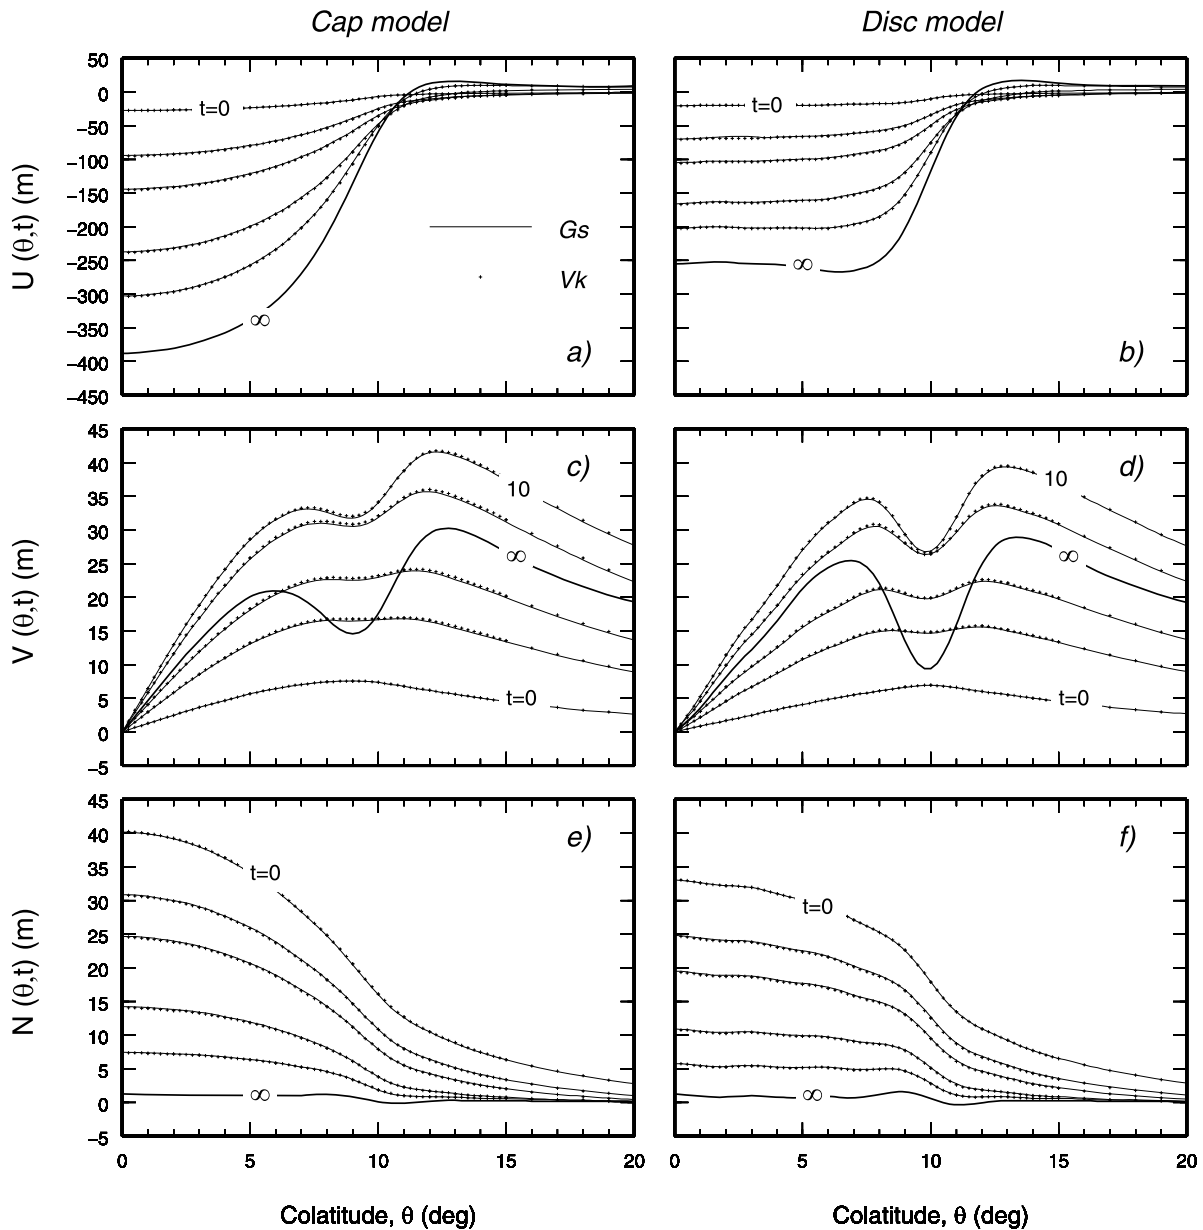 Cap model
Disc model
50
0
−50
−100
−150
−200
−250
−300
−350
−400
−450
U (θ,t) (m)
t=0
Gs
Vk
∞
a)
t=0
∞
b)
45
40
35
30
25
20
15
10
5
0
−5
V (θ,t) (m)
c)
10
∞
t=0
d)
10
∞
t=0
45
40
35
30
25
20
15
10
5
0
−5
N (θ,t) (m)
e)
t=0
∞
f)
t=0
∞
0 5 10 15 20
0 5 10 15 20
Colatitude, θ (deg)
Colatitude, θ (deg)